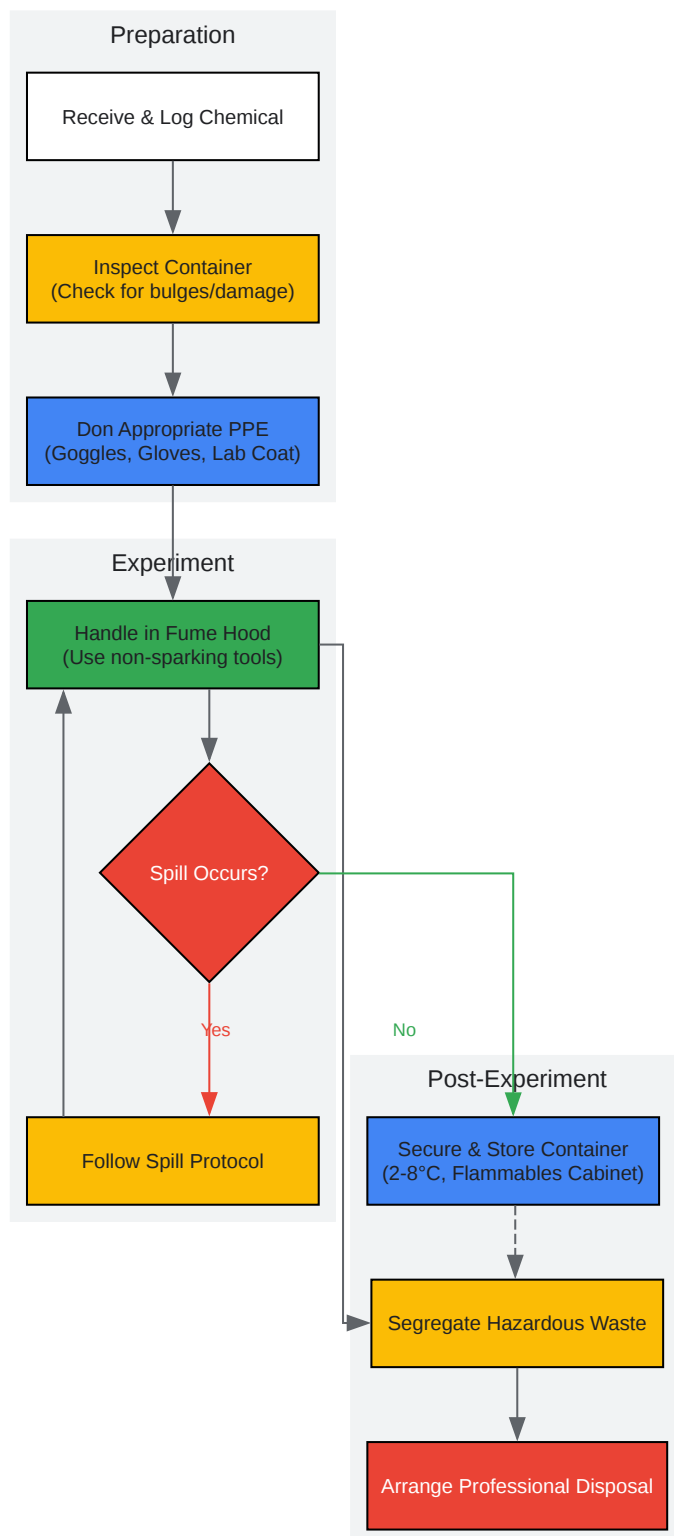 Preparation
Receive & Log Chemical
Inspect Container
(Check for bulges/damage)
Don Appropriate PPE
(Goggles, Gloves, Lab Coat)
Experiment
Handle in Fume Hood
(Use non-sparking tools)
Spill Occurs?
Yes
No
Follow Spill Protocol
Post-Experiment
Secure & Store Container
(2-8°C, Flammables Cabinet)
Segregate Hazardous Waste
Arrange Professional Disposal